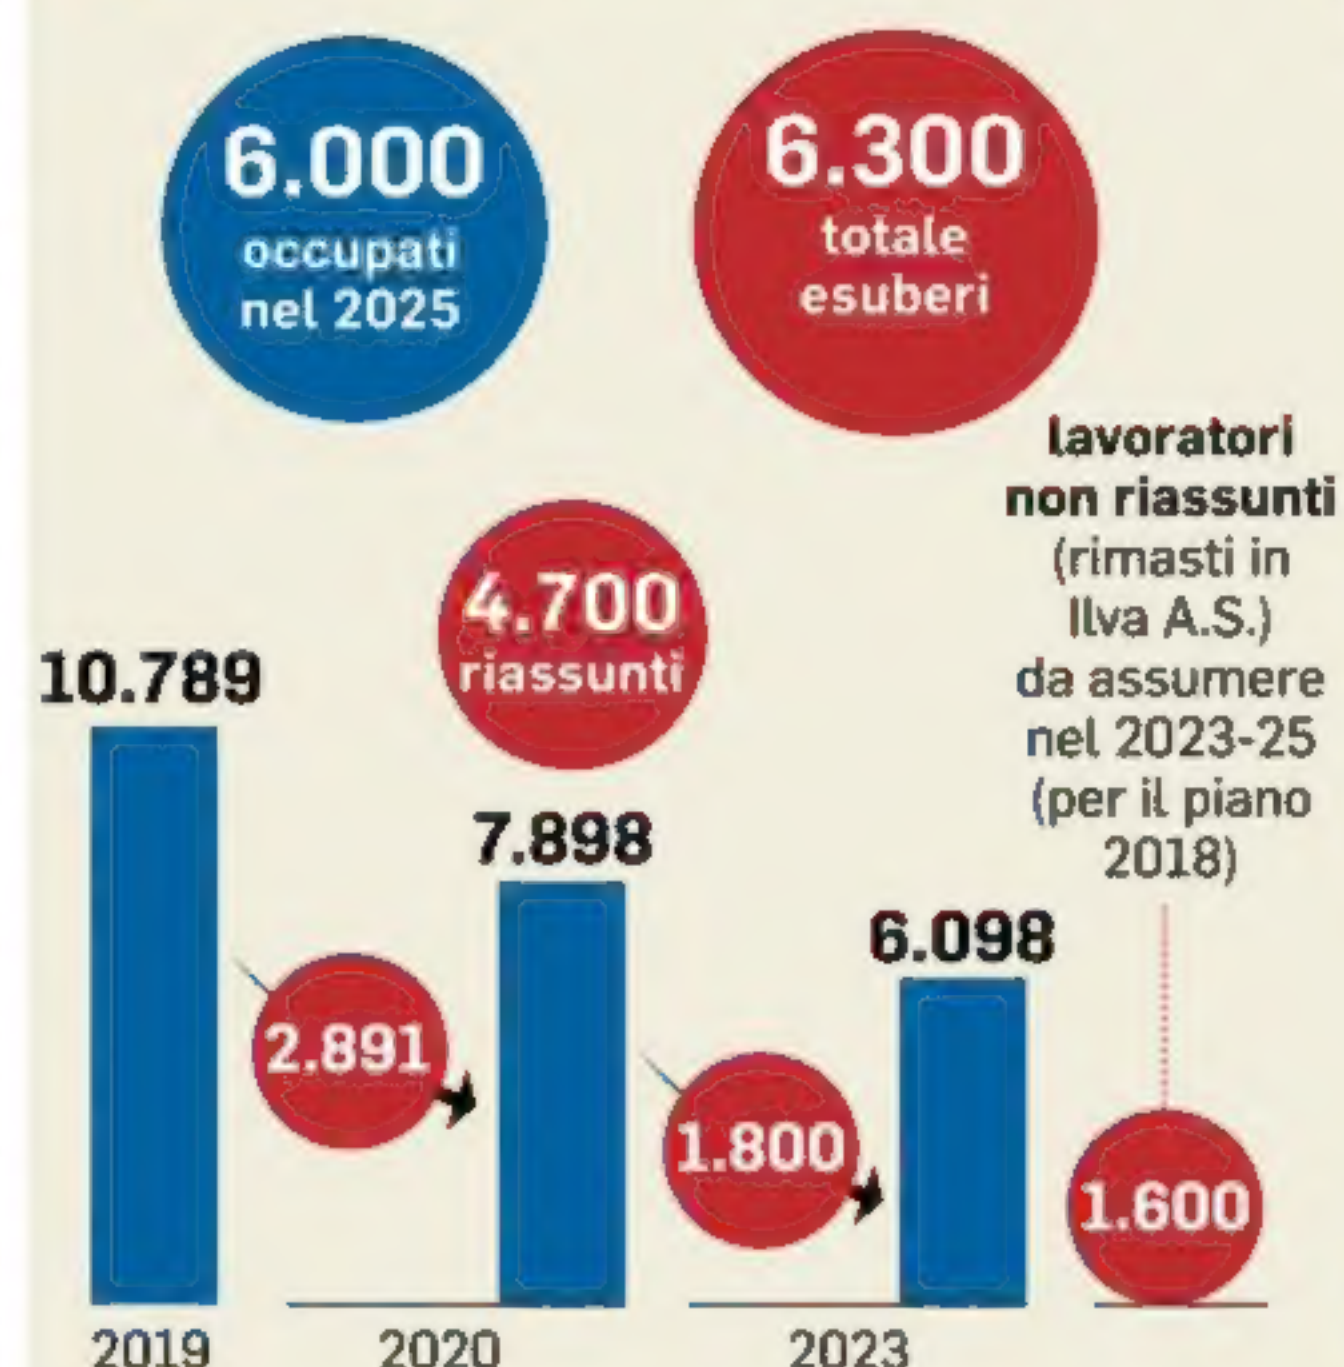 6.000
occupati
nel 2025
6.300
totale
esuberi
lavoratori
non riassunti
(rimasti in
Ilva A.S.)
da assumere
nel 2023-25
(per il piano
2018)
4.700
riassunti
10.789
7.898
6.098
2.891
1.800
1.600
2019
2020
2023